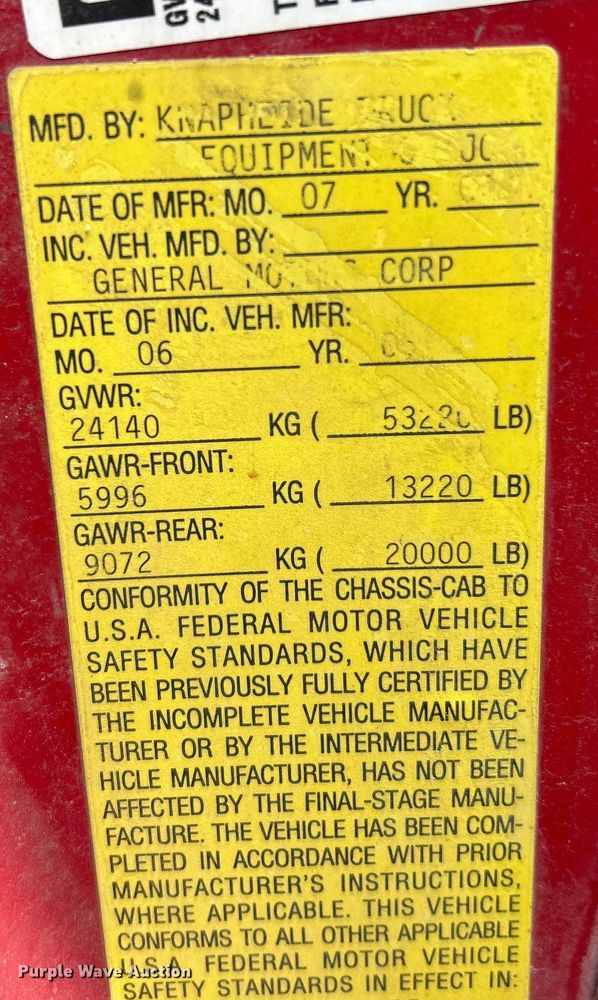 MFD. BY: KNAPHEIDE TRUCK
EQUIPMENT
DATE OF MFR: MO. 07 YR.
INC. VEH. MFD. BY:
GENERAL MOTORS CORP
DATE OF INC. VEH. MFR:
MO. 06 YR.
GVWR:
24140 KG ( 53220 LB)
GAWR-FRONT:
5996 KG ( 13220 LB)
GAWR-REAR:
9072 KG ( 20000 LB)
CONFORMITY OF THE CHASSIS-CAB TO
U.S.A. FEDERAL MOTOR VEHICLE
SAFETY STANDARDS, WHICH HAVE
BEEN PREVIOUSLY FULLY CERTIFIED BY
THE INCOMPLETE VEHICLE MANUFAC-
TURER OR BY THE INTERMEDIATE VE-
HICLE MANUFACTURER, HAS NOT BEEN
AFFECTED BY THE FINAL-STAGE MANU-
FACTURE. THE VEHICLE HAS BEEN COM-
PLETED IN ACCORDANCE WITH PRIOR
MANUFACTURER'S INSTRUCTIONS,
WHERE APPLICABLE. THIS VEHICLE
CONFORMS TO ALL OTHER APPLICABLE
U.S.A. FEDERAL MOTOR VEHICLE
SAFETY STANDARDS IN EFFECT IN:
Purple Wave Auction